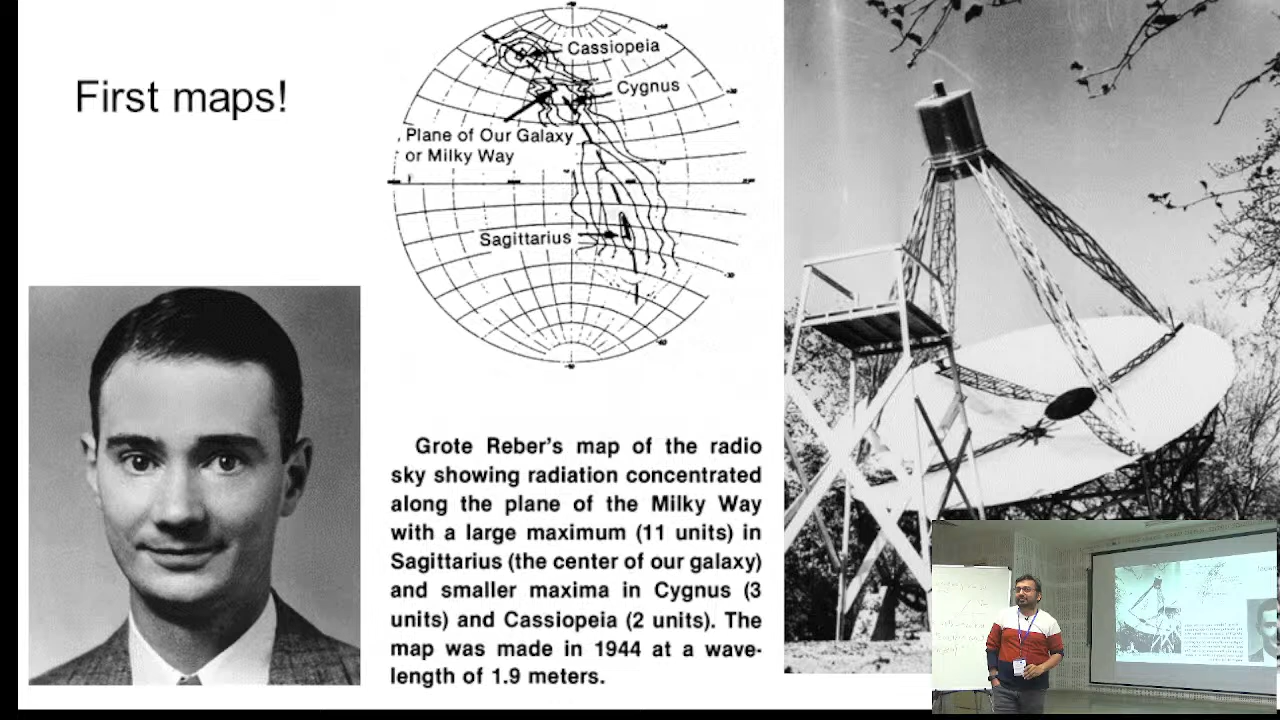 First maps!
Cassiopeia
Cygnus
Plane of Our Galaxy
or Milky Way
Sagittarius
Grote Reber's map of the radio
sky showing radiation concentrated
along the plane of the Milky Way
with a large maximum (11 units) in
Sagittarius (the center of our galaxy)
and smaller maxima in Cygnus (3
units) and Cassiopeia (2 units). The
map was made in 1944 at a wave-
length of 1.9 meters.